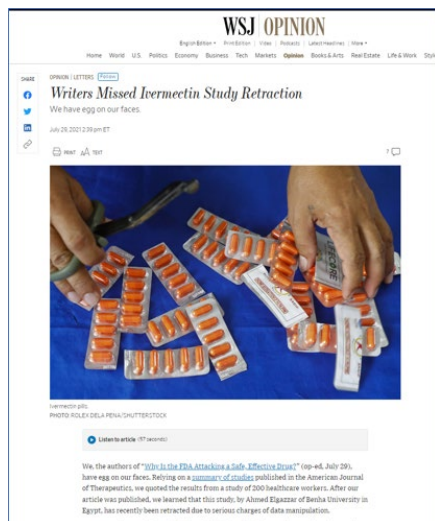 WSJ OPINION
English Edition Print Edition Video Podcasts Latest Headlines More
Home World U.S. Politics Economy Business Tech Markets Opinion Books & Arts Real Estate Life & Work Style
SHARE
OPINION LETTERS Follow
Writers Missed Ivermectin Study Retraction
We have egg on our faces.
July 29, 2021 2:39 pm ET
PRINT AA TEXT
7
LIFECORE
Ivermectin pills.
PHOTO: ROLEX DELA PENA/SHUTTERSTOCK
Listen to article (57 seconds)
We, the authors of “Why Is the FDA Attacking a Safe, Effective Drug?” (op-ed, July 29),
have egg on our faces. Relying on a summary of studies published in the American Journal
of Therapeutics, we quoted the results from a study of 200 healthcare workers. After our
article was published, we learned that this study, by Ahmed Elgazzar of Benha University in
Egypt, has recently been retracted due to serious charges of data manipulation.